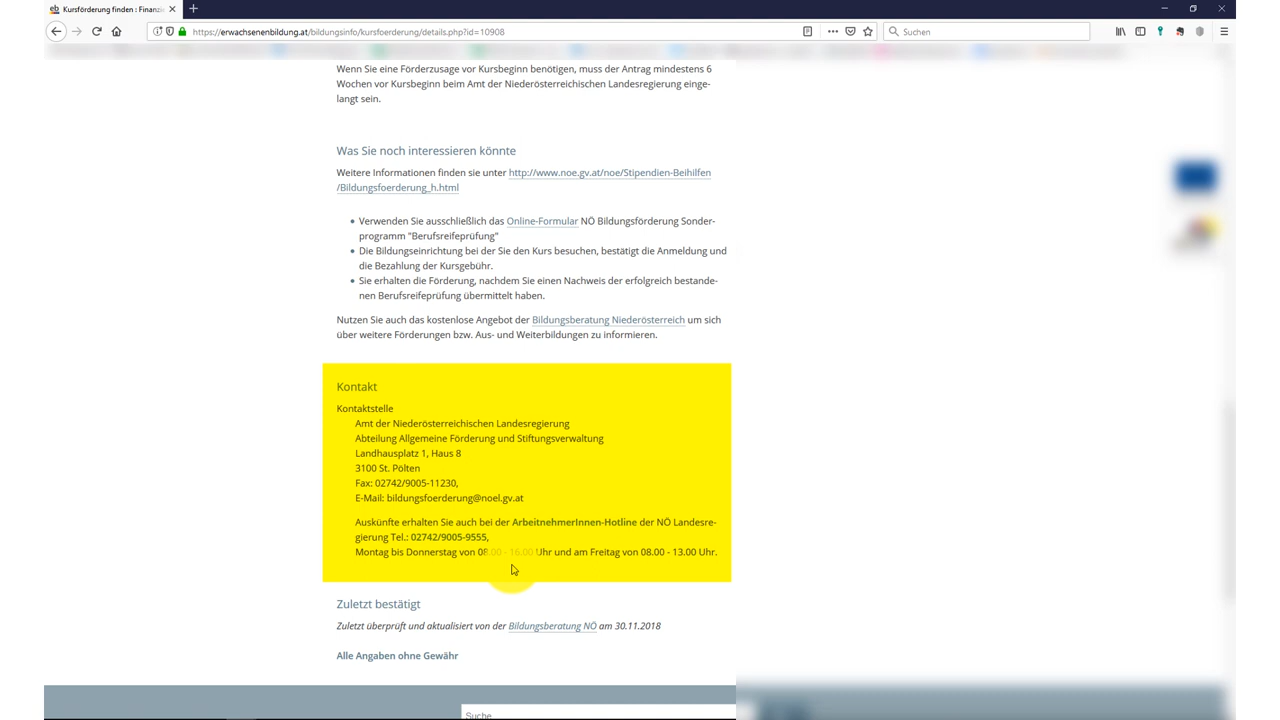 Kursförderung finden : Finanzie
https://erwachsenenbildung.at/bildungsinfo/kursfoerderung/details.php?id=10908
Suchen
Wenn Sie eine Förderzusage vor Kursbeginn benötigen, muss der Antrag mindestens 6
Wochen vor Kursbeginn beim Amt der Niederösterreichischen Landesregierung einge-
langt sein.
Was Sie noch interessieren könnte
Weitere Informationen finden sie unter http://www.noe.gv.at/noe/Stipendien-Beihilfen
/Bildungsfoerderung_h.html
• Verwenden Sie ausschließlich das Online-Formular NÖ Bildungsförderung Sonder-
programm "Berufsreifeprüfung"
• Die Bildungseinrichtung bei der Sie den Kurs besuchen, bestätigt die Anmeldung und
die Bezahlung der Kursgebühr.
• Sie erhalten die Förderung, nachdem Sie einen Nachweis der erfolgreich bestande-
nen Berufsreifeprüfung übermittelt haben.
Nutzen Sie auch das kostenlose Angebot der Bildungsberatung Niederösterreich um sich
über weitere Förderungen bzw. Aus- und Weiterbildungen zu informieren.
Kontakt
Kontaktstelle
Amt der Niederösterreichischen Landesregierung
Abteilung Allgemeine Förderung und Stiftungsverwaltung
Landhausplatz 1, Haus 8
3100 St. Pölten
Fax: 02742/9005-11230,
E-Mail: bildungsfoerderung@noel.gv.at
Auskünfte erhalten Sie auch bei der ArbeitnehmerInnen-Hotline der NÖ Landesre-
gierung Tel.: 02742/9005-9555,
Montag bis Donnerstag von 08.00 - 16.00 Uhr und am Freitag von 08.00 - 13.00 Uhr.
Zuletzt bestätigt
Zuletzt überprüft und aktualisiert von der Bildungsberatung NÖ am 30.11.2018
Alle Angaben ohne Gewähr
Suche